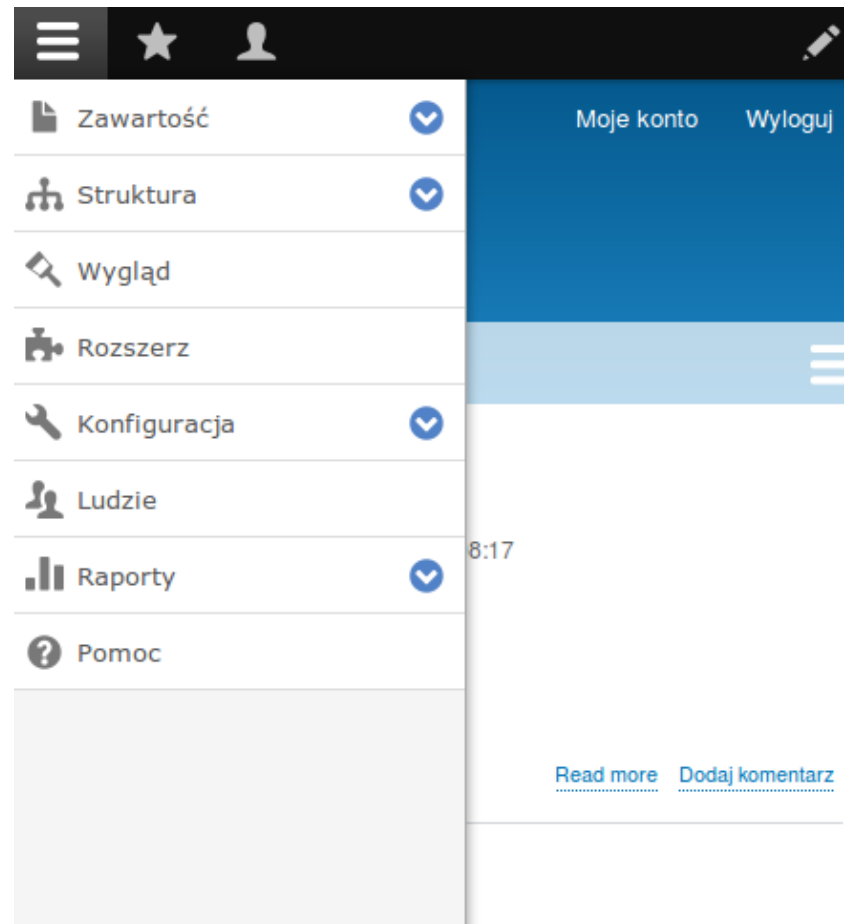 Moje konto Wyloguj
Zawartość
Struktura
Wygląd
Rozszerz
Konfiguracja
Ludzie
Raporty
Pomoc
8:17
Read more Dodaj komentarz